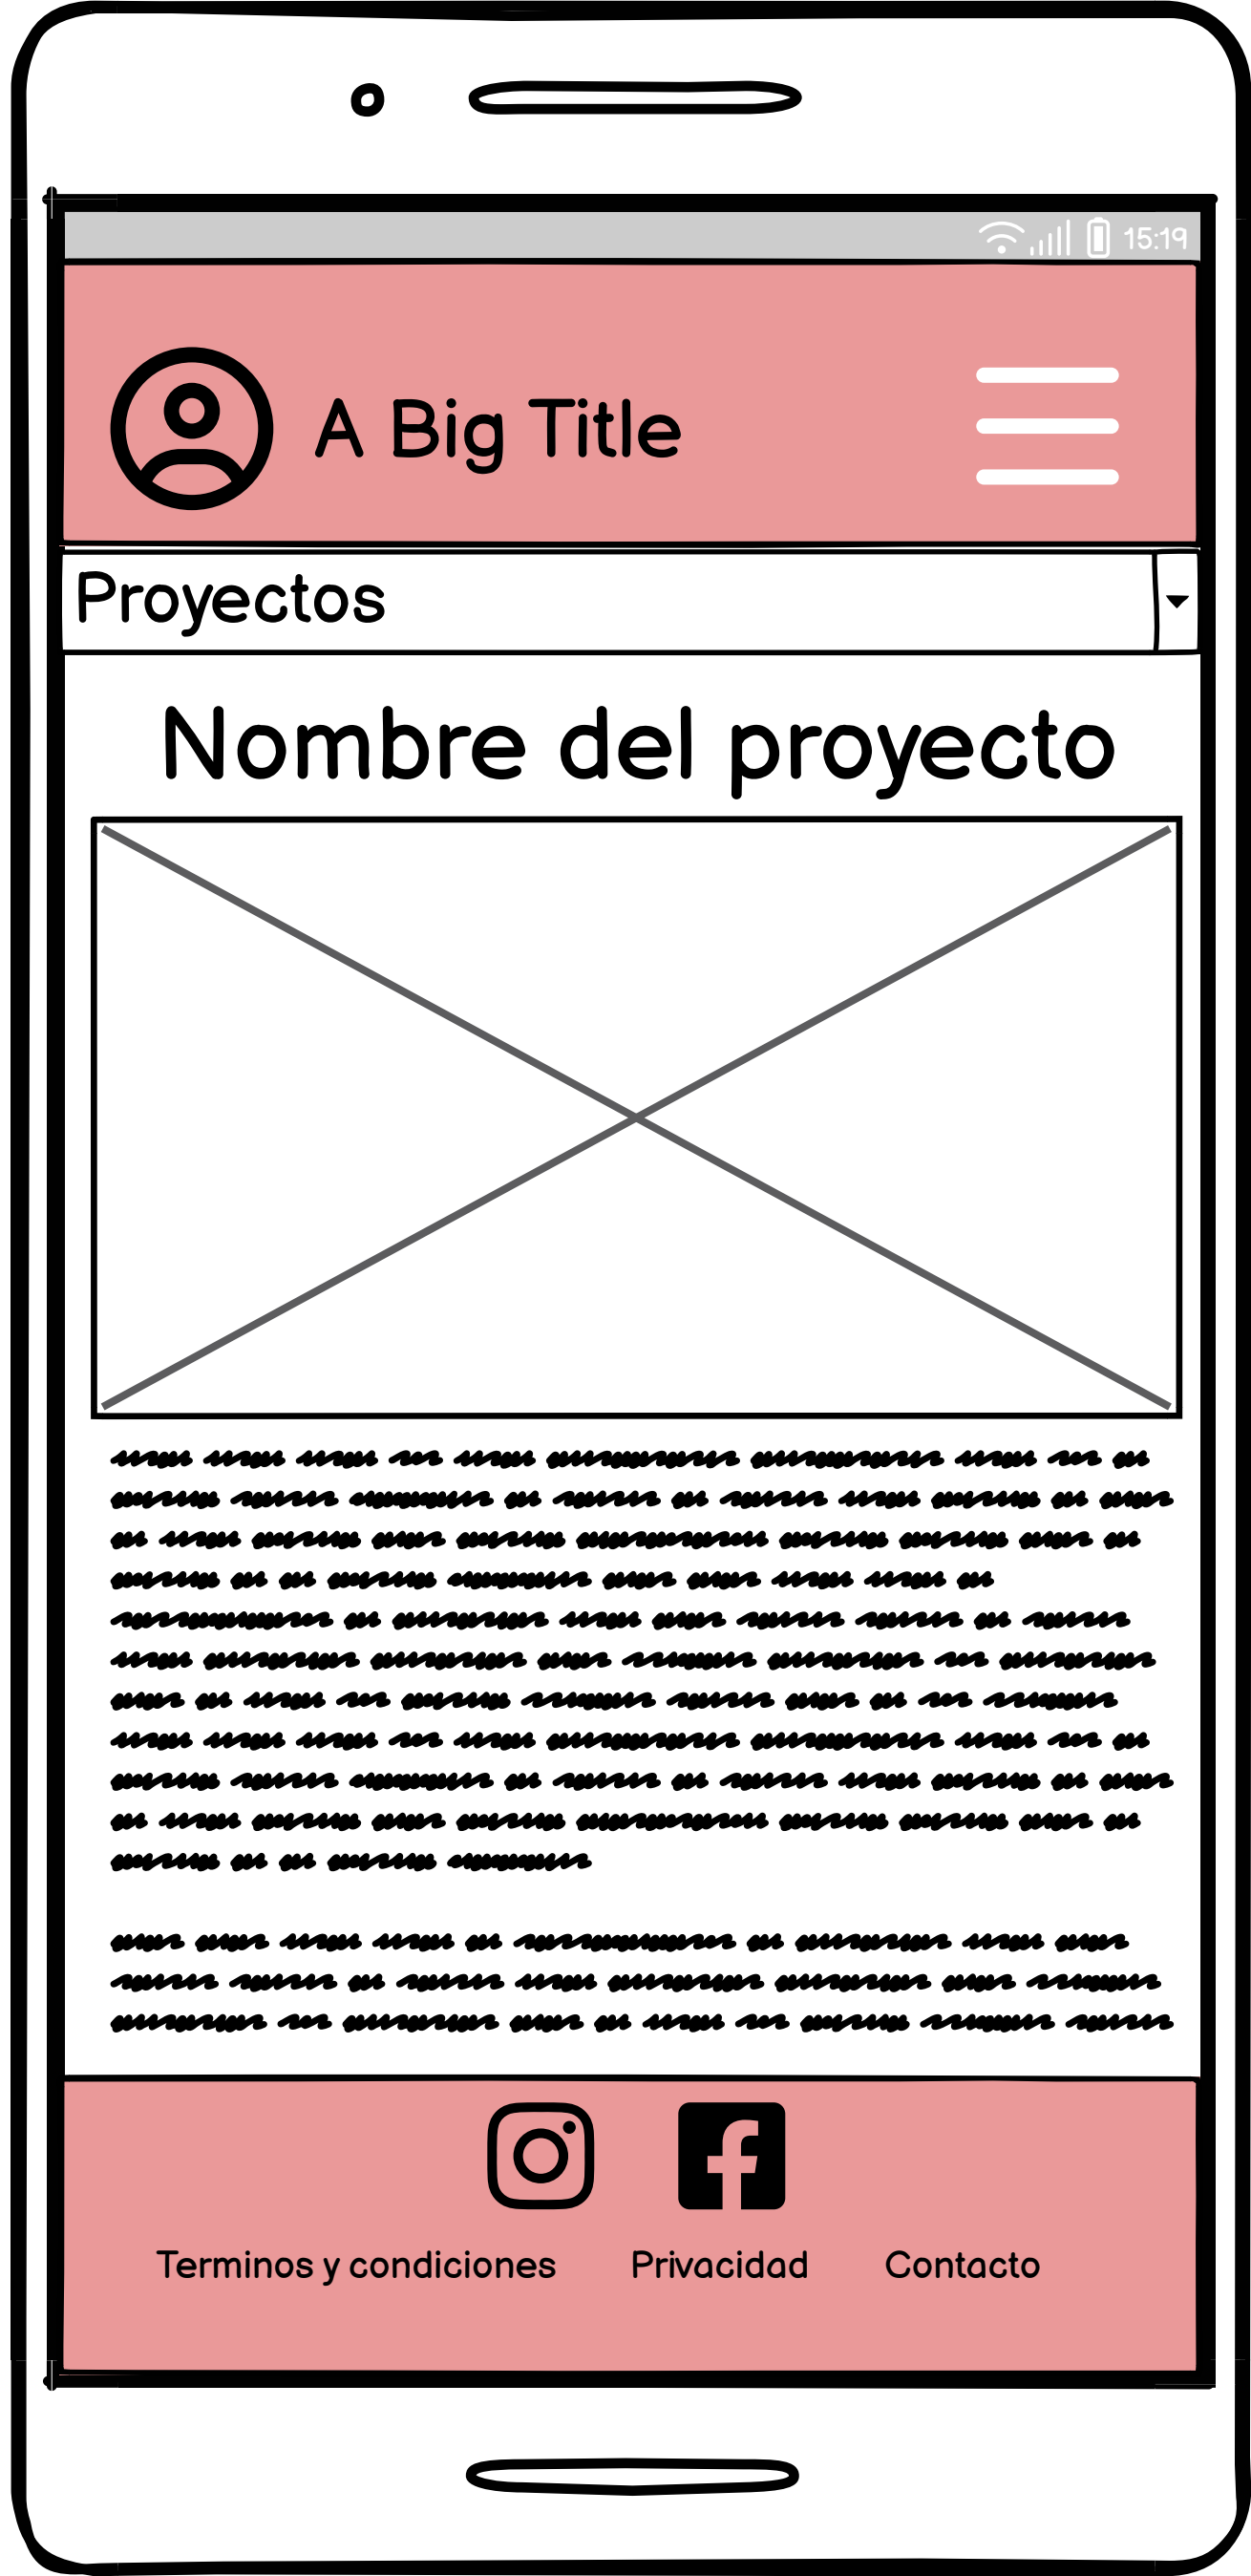 15:19
A Big Title
Proyectos
Nombre del proyecto
Terminos y condiciones Privacidad Contacto